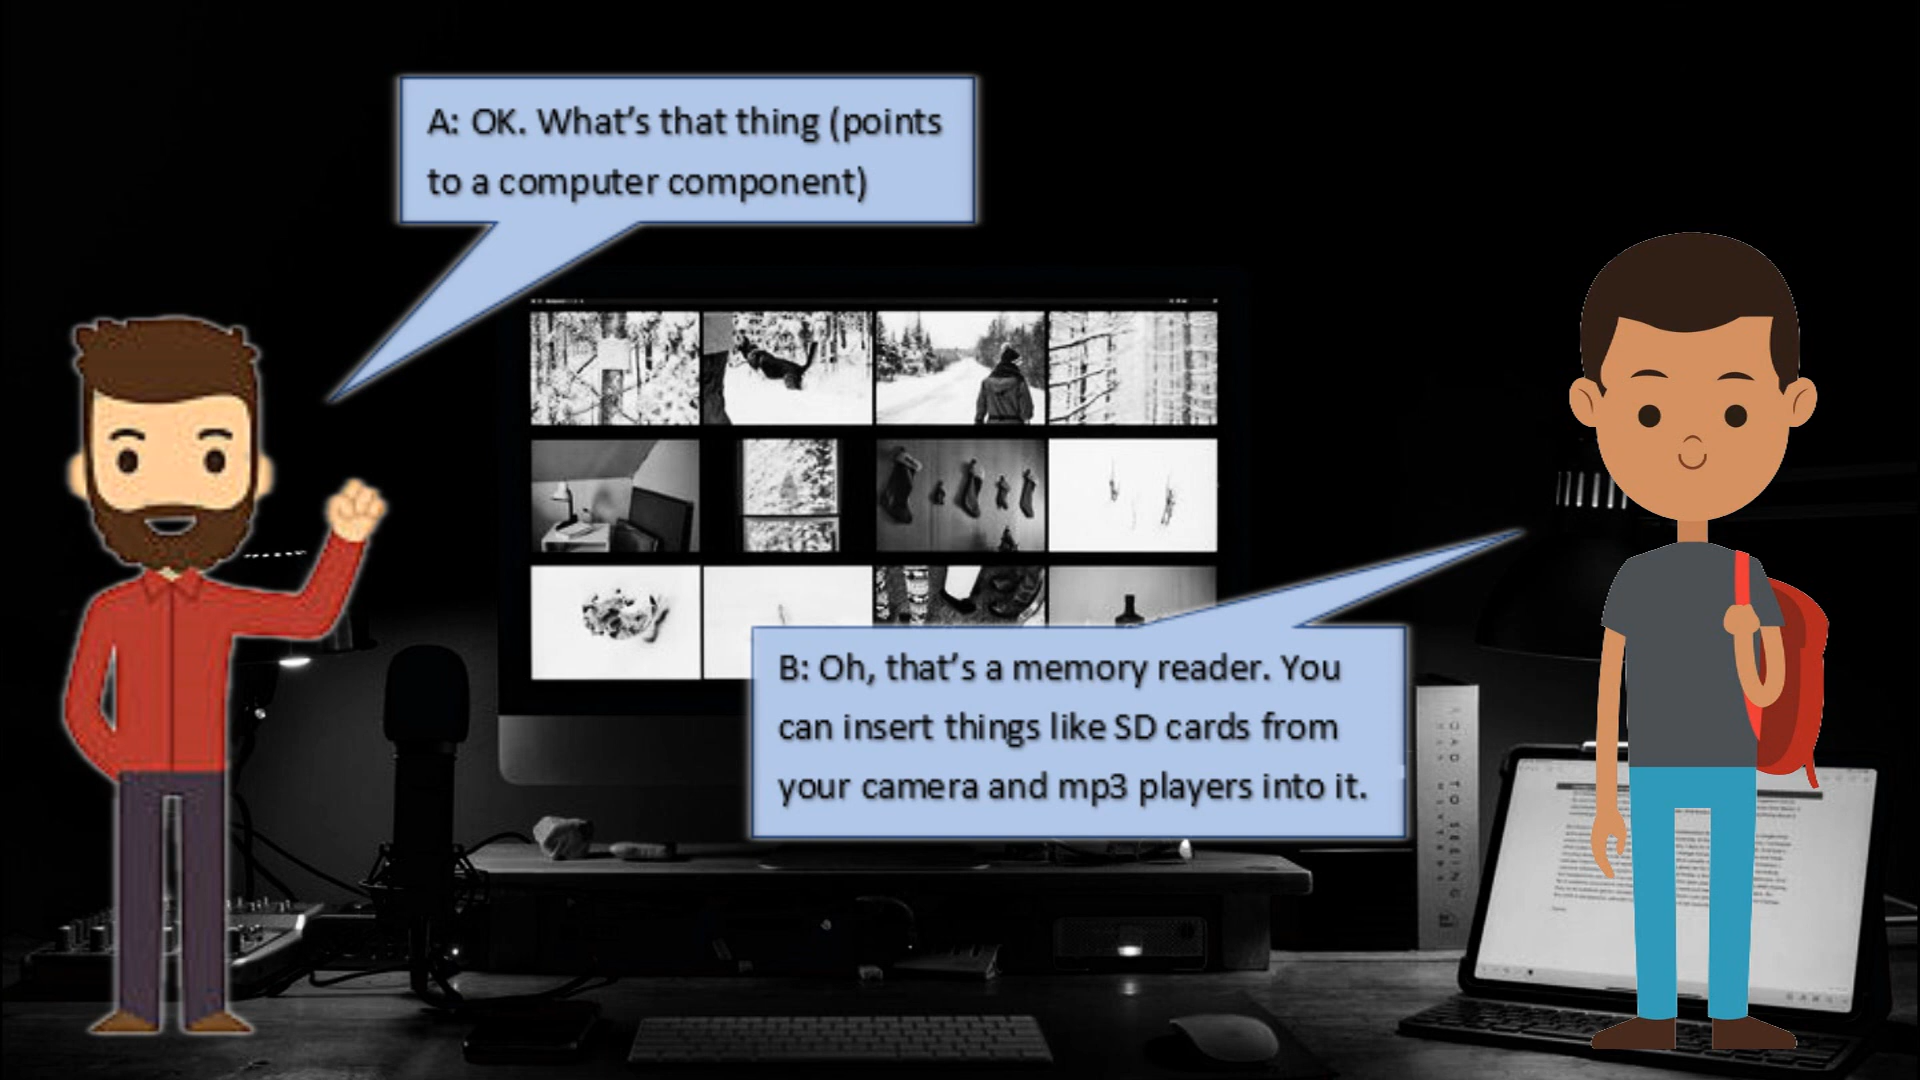 A: OK. What's that thing (points
to a computer component)
B: Oh, that's a memory reader. You
can insert things like SD cards from
your camera and mp3 players into it.